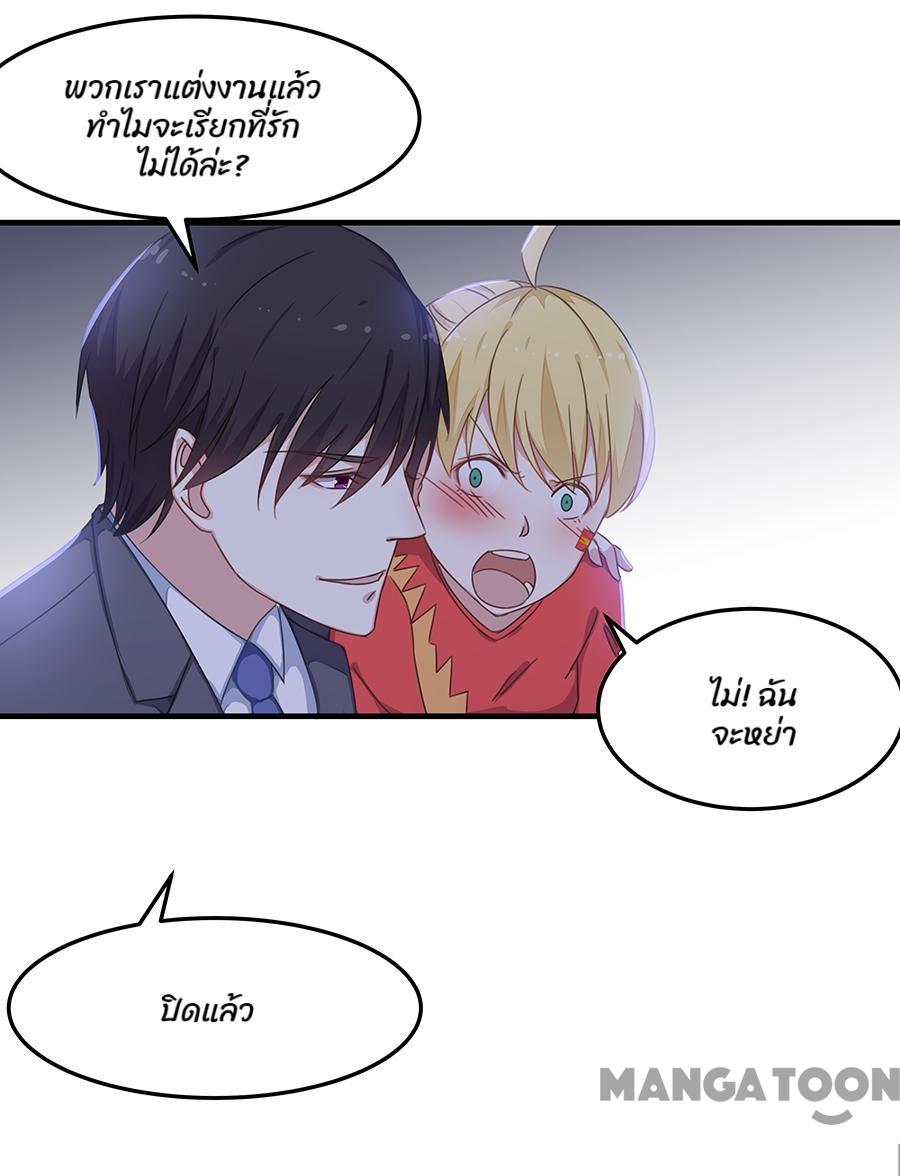 พวกเราแต่งงานแล้ว
ทำไมจะเรียกที่รัก
ไม่ได้ล่ะ?
ไม่! ฉัน
จะหย่า
ปิดแล้ว
MANGATOON